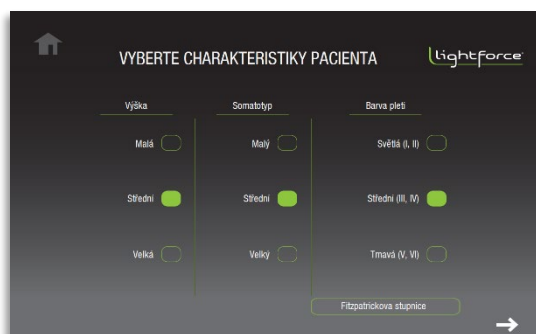 VYBERTE CHARAKTERISTIKY PACIENTA
lightforce
Výška
Somatotyp
Barva pleti
Malá
Malý
Světlá (I, II)
Střední
Střední
Střední (III, IV)
Velká
Velký
Tmavá (V, VI)
Fitzpatrickova stupnice